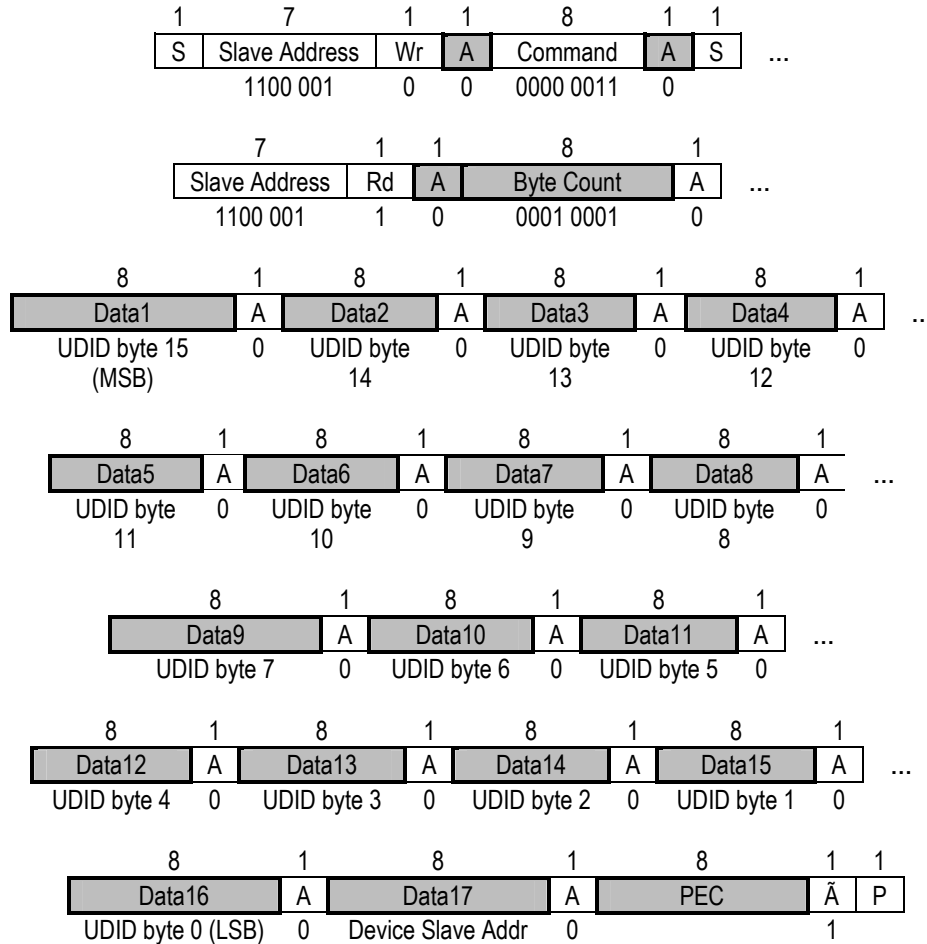 1 7 1 1 8 1 1
S Slave Address Wr A Command A S …
1100 001 0 0 0000 0011 0
7 1 1 8 1
Slave Address Rd A Byte Count A …
1100 001 1 0 0001 0001 0
8 1 8 1 8 1 8 1
Data1 A Data2 A Data3 A Data4 A ..
UDID byte 15 0 UDID byte 0 UDID byte 0 UDID byte 0
(MSB) 14 13 12
8 1 8 1 8 1 8 1
Data5 A Data6 A Data7 A Data8 A …
UDID byte 0 UDID byte 0 UDID byte 0 UDID byte 0
11 10 9 8
8 1 8 1 8 1
Data9 A Data10 A Data11 A …
UDID byte 7 0 UDID byte 6 0 UDID byte 5 0
8 1 8 1 8 1 8 1
Data12 A Data13 A Data14 A Data15 A …
UDID byte 4 0 UDID byte 3 0 UDID byte 2 0 UDID byte 1 0
8 1 8 1 8 1 1
Data16 A Data17 A PEC Ã P
UDID byte 0 (LSB) 0 Device Slave Addr 0 1